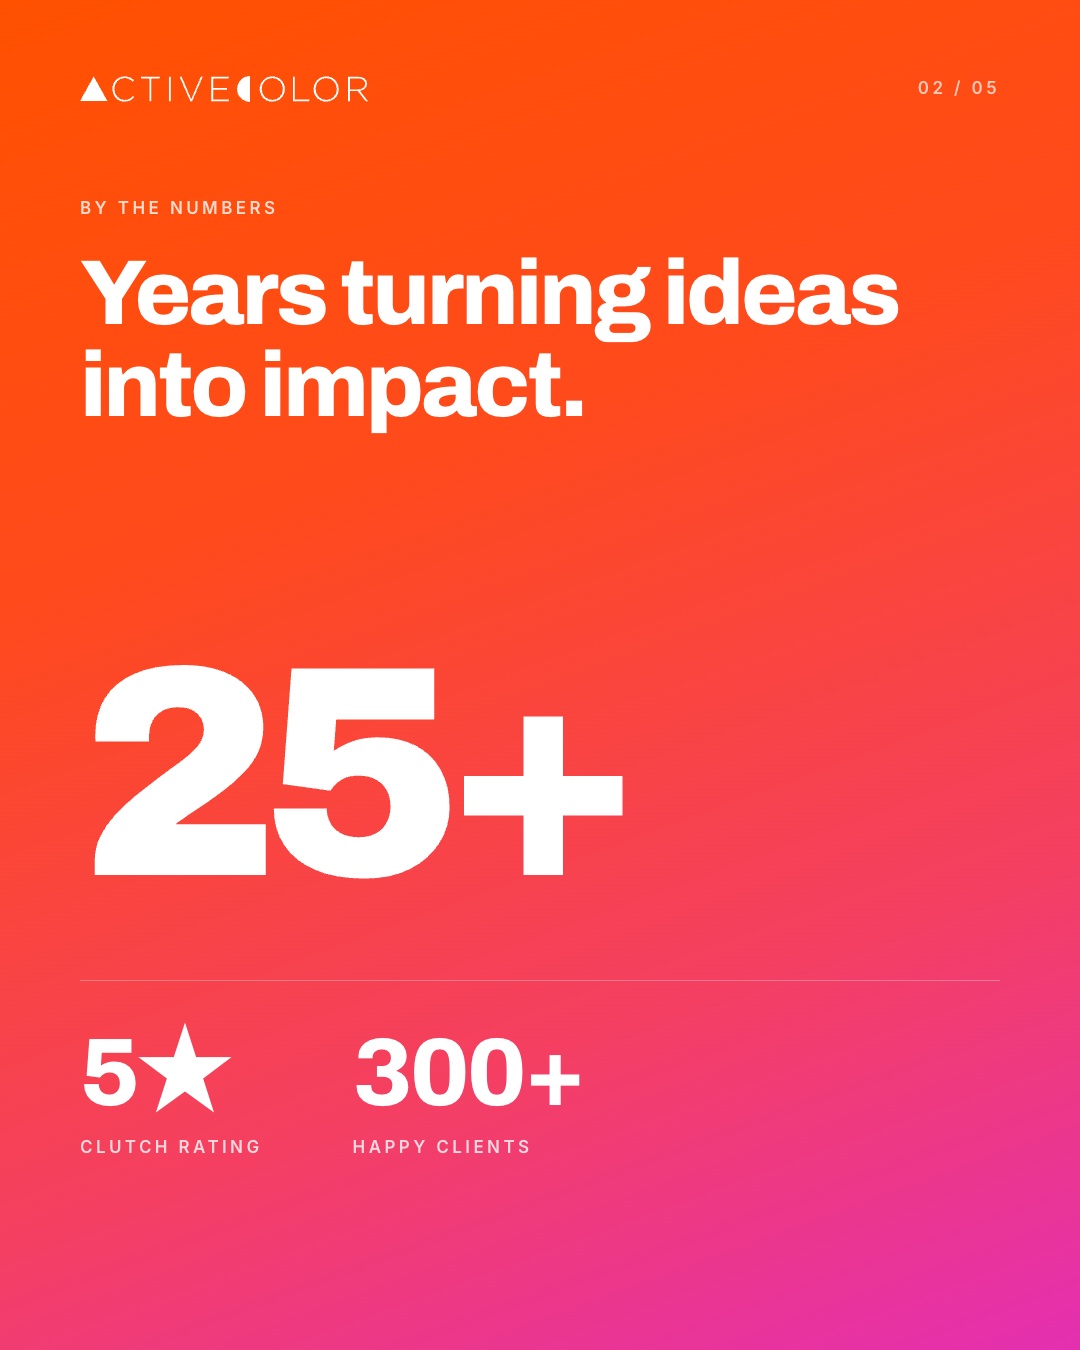 ACTIVECOLOR
02 / 05
BY THE NUMBERS
Years turning ideas
into impact.
25+
5★
300+
CLUTCH RATING
HAPPY CLIENTS